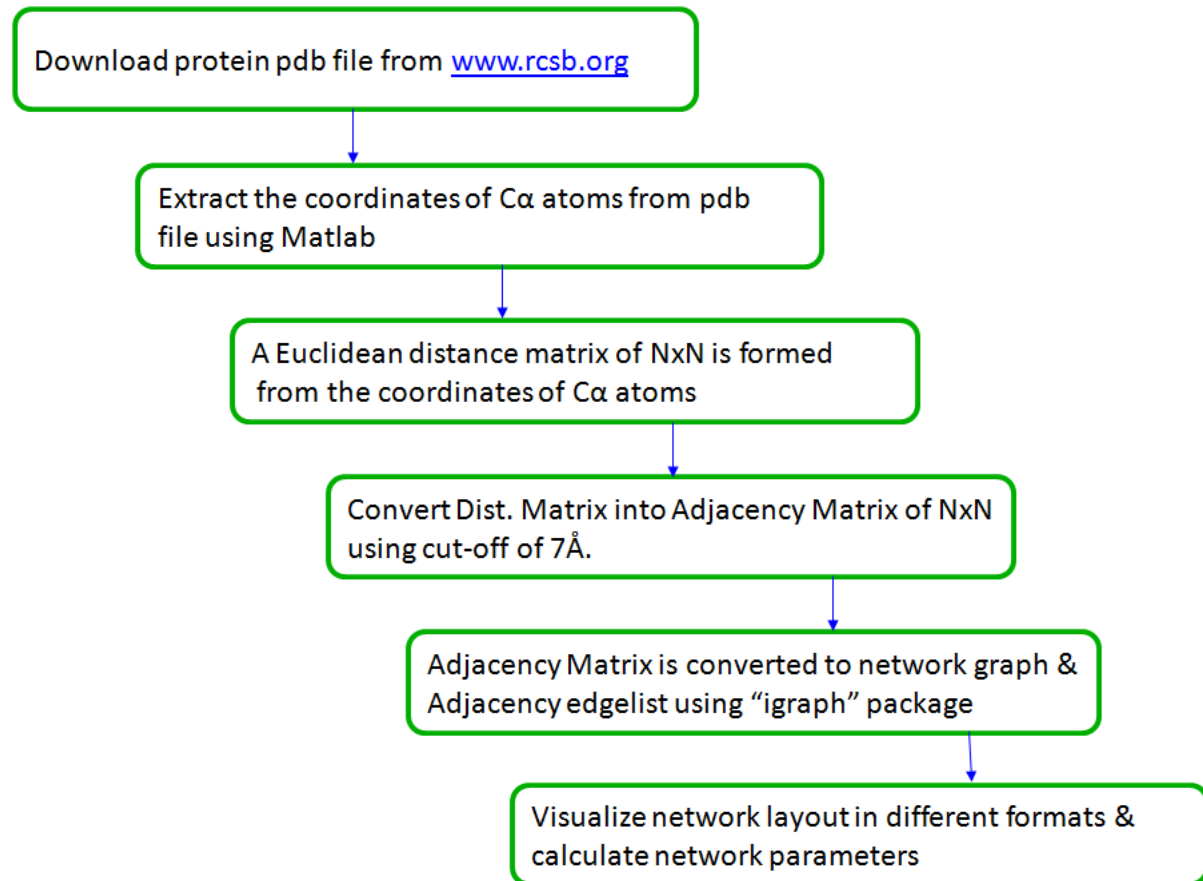 Download protein pdb file from www.rcsb.org
Extract the coordinates of Cα atoms from pdb
file using Matlab
A Euclidean distance matrix of NxN is formed
from the coordinates of Cα atoms
Convert Dist. Matrix into Adjacency Matrix of NxN
using cut-off of 7Å.
Adjacency Matrix is converted to network graph &
Adjacency edgelist using “igraph” package
Visualize network layout in different formats &
calculate network parameters